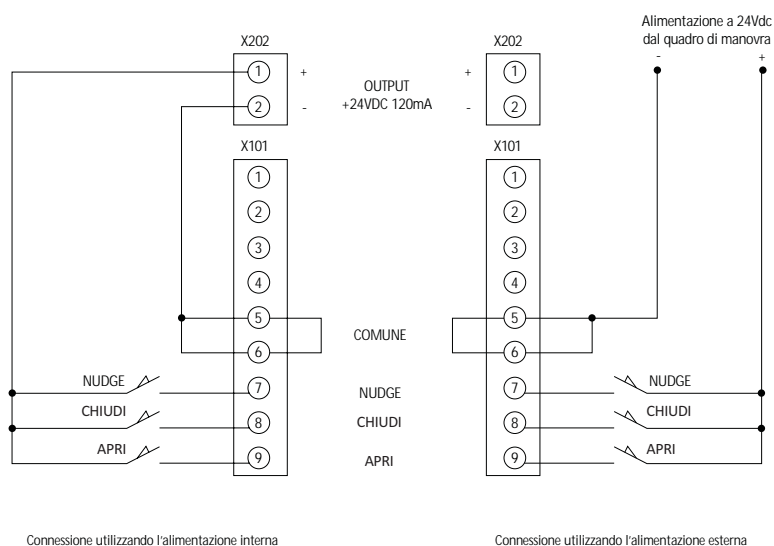 Alimentazione a 24Vdc
dal quadro di manovra
- +
X202 X202
1 + + 1
OUTPUT
+24VDC 120mA
2 - - 2
X101 X101
1 1
2 2
3 3
4 4
5 5
COMUNE
6 6
NUDGE 7 NUDGE 7 NUDGE
CHIUDI 8 CHIUDI 8 CHIUDI
APRI 9 APRI 9 APRI
Connessione utilizzando l'alimentazione interna
Connessione utilizzando l'alimentazione esterna